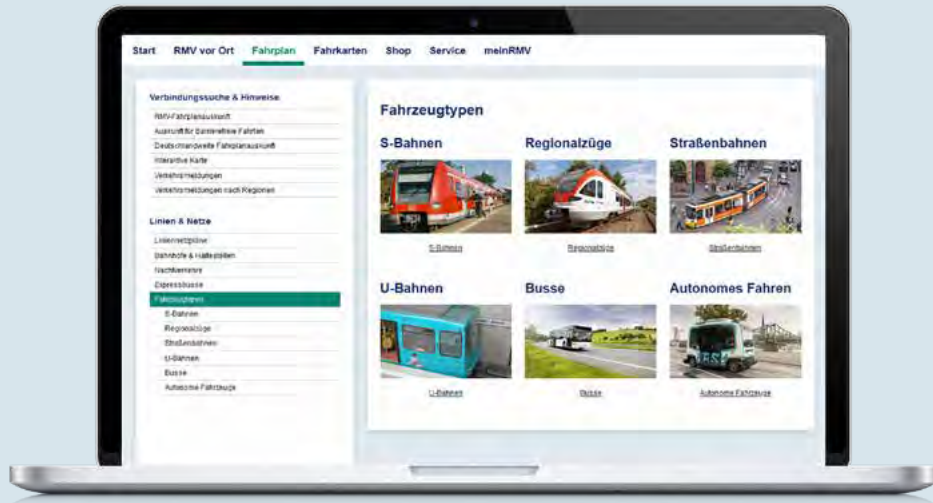 Start RMV vor Ort Fahrplan Fahrkarten Shop Service meinRMV
Verbindungssuche & Hinweise
RMV-Fahrplanauskunft
Auskunft für barrierefreie Fahrten
Deutschlandweite Fahrplanauskunft
Interaktive Karte
Verkehrsmeldungen
Verkehrsmeldungen nach Regionen
Linien & Netze
Liniennetzpläne
Bahnhöfe & Haltestellen
Nachtverkehre
Expressbusse
Fahrzeugtypen
S-Bahnen
Regionalzüge
Straßenbahnen
U-Bahnen
Busse
Autonome Fahrzeuge
Fahrzeugtypen
S-Bahnen Regionalzüge Straßenbahnen
S-Bahnen Regionalzüge Straßenbahnen
U-Bahnen Busse Autonomes Fahren
U-Bahnen Busse Autonome Fahrzeuge